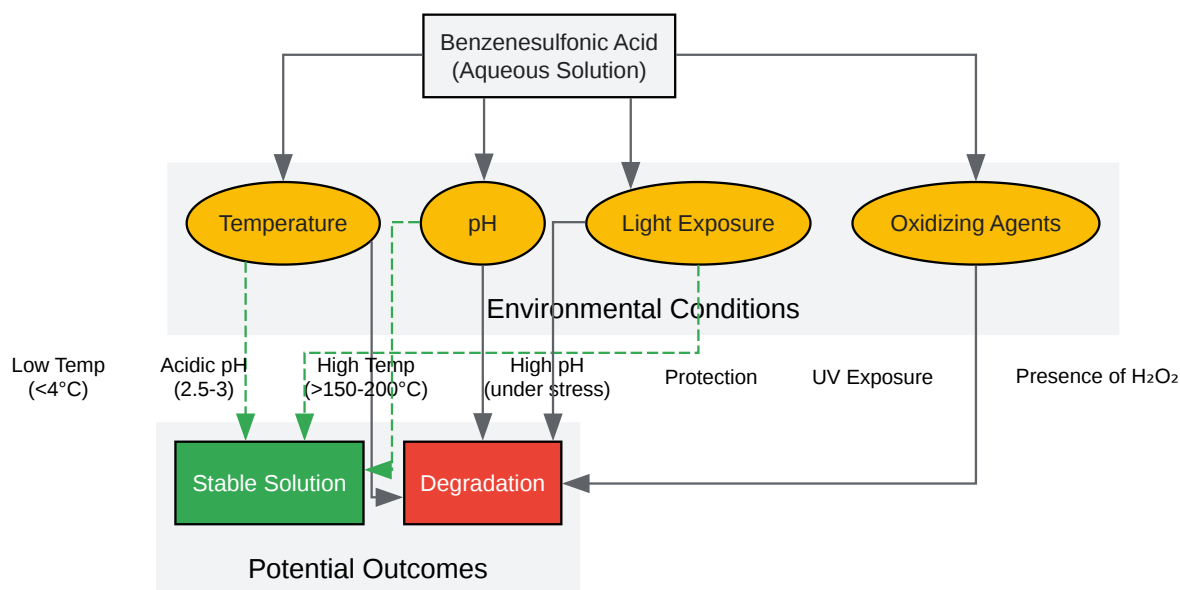 Benzenesulfonic Acid
(Aqueous Solution)
Temperature
pH
Light Exposure
Oxidizing Agents
Environmental Conditions
Low Temp
(<4°C)
Acidic pH
(2.5-3)
High Temp
(>150-200°C)
High pH
(under stress)
Protection
UV Exposure
Presence of H₂O₂
Stable Solution
Degradation
Potential Outcomes